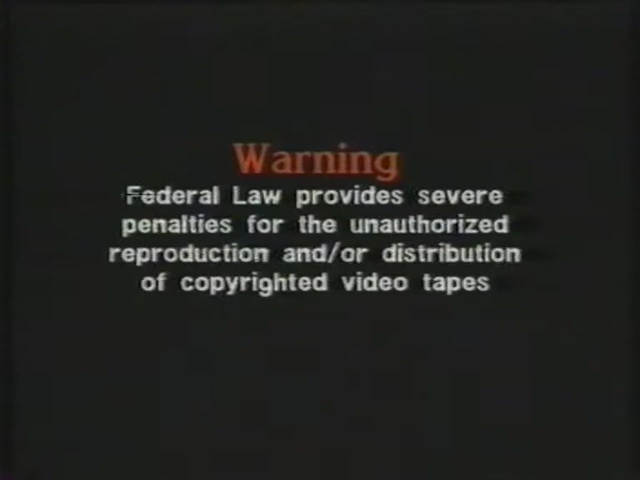 Warning
Federal Law provides severe
penalties for the unauthorized
reproduction and/or distribution
of copyrighted video tapes